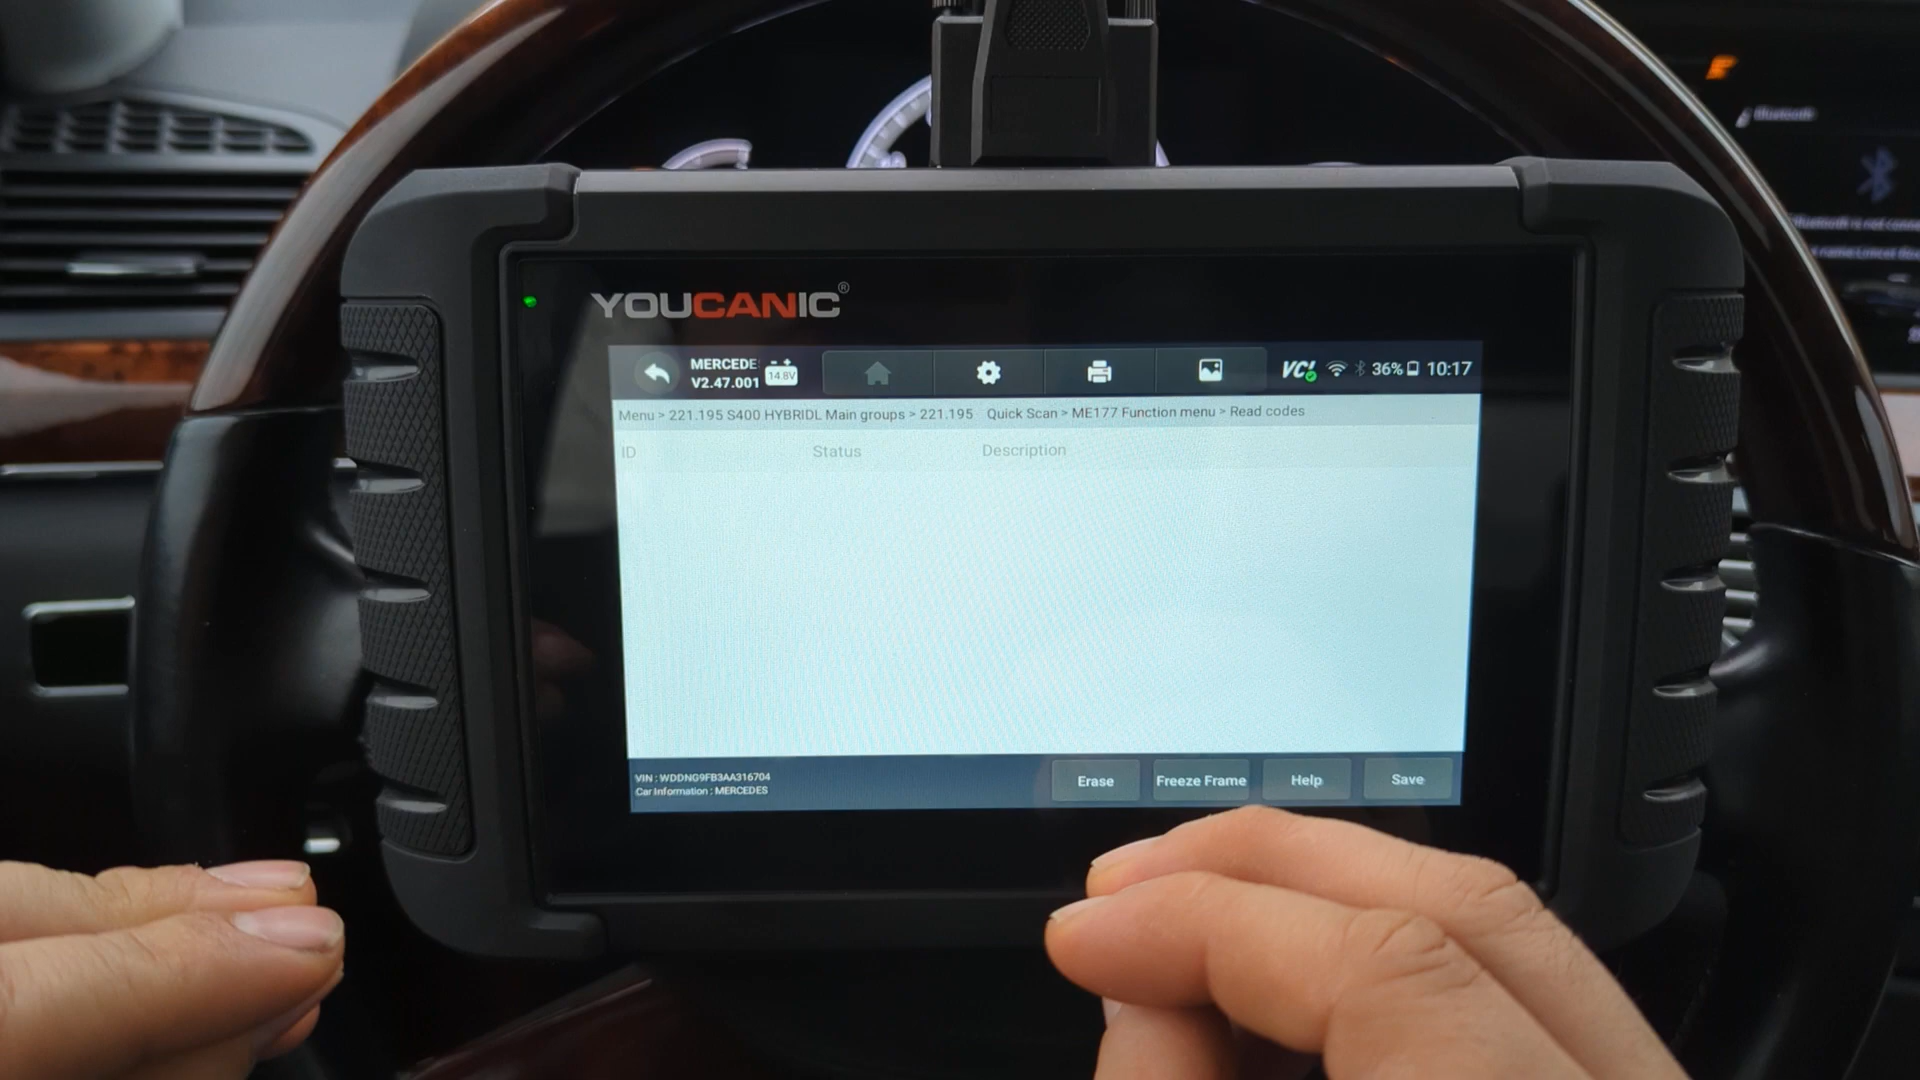 Bluetooth
YOUCANIC®
MERCEDE
V2.47.001
14.8V
VCI
36%
10:17
Menu > 221.195 S400 HYBRIDL Main groups > 221.195 Quick Scan > ME177 Function menu > Read codes
ID Status Description
VIN : WDDNG9FB3AA316704
Car Information : MERCEDES
Erase Freeze Frame Help Save